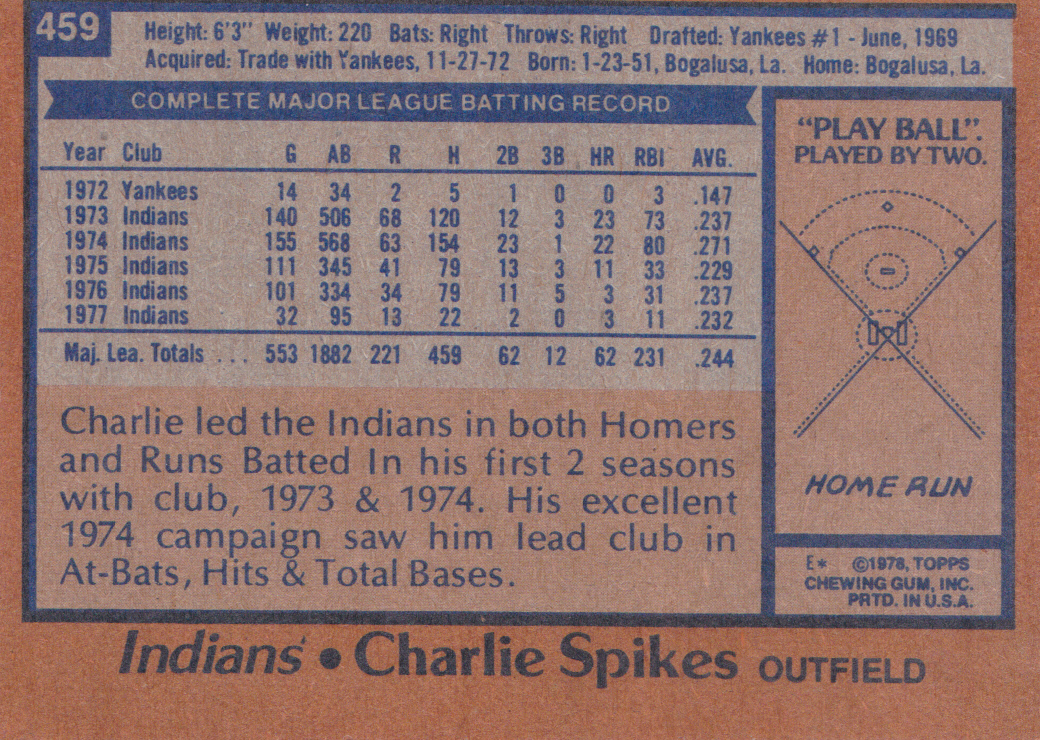 459
Height: 6'3" Weight: 220 Bats: Right Throws: Right Drafted: Yankees #1 - June, 1969
Acquired: Trade with Yankees, 11-27-72 Born: 1-23-51, Bogalusa, La. Home: Bogalusa, La.
COMPLETE MAJOR LEAGUE BATTING RECORD
Year Club G AB R H 2B 3B HR RBI AVG.
1972 Yankees 14 34 2 5 1 0 0 3 .147
1973 Indians 140 506 68 120 12 3 23 73 .237
1974 Indians 155 568 63 154 23 1 22 80 .271
1975 Indians 111 345 41 79 13 3 11 33 .229
1976 Indians 101 334 34 79 11 5 3 31 .237
1977 Indians 32 95 13 22 2 0 3 11 .232
Maj. Lea. Totals ... 553 1882 221 459 62 12 62 231 .244
Charlie led the Indians in both Homers
and Runs Batted In his first 2 seasons
with club, 1973 & 1974. His excellent
1974 campaign saw him lead club in
At-Bats, Hits & Total Bases.
"PLAY BALL".
PLAYED BY TWO.
HOME RUN
E* ©1978, TOPPS
CHEWING GUM, INC.
PRTD. IN U.S.A.
Indians • Charlie Spikes OUTFIELD